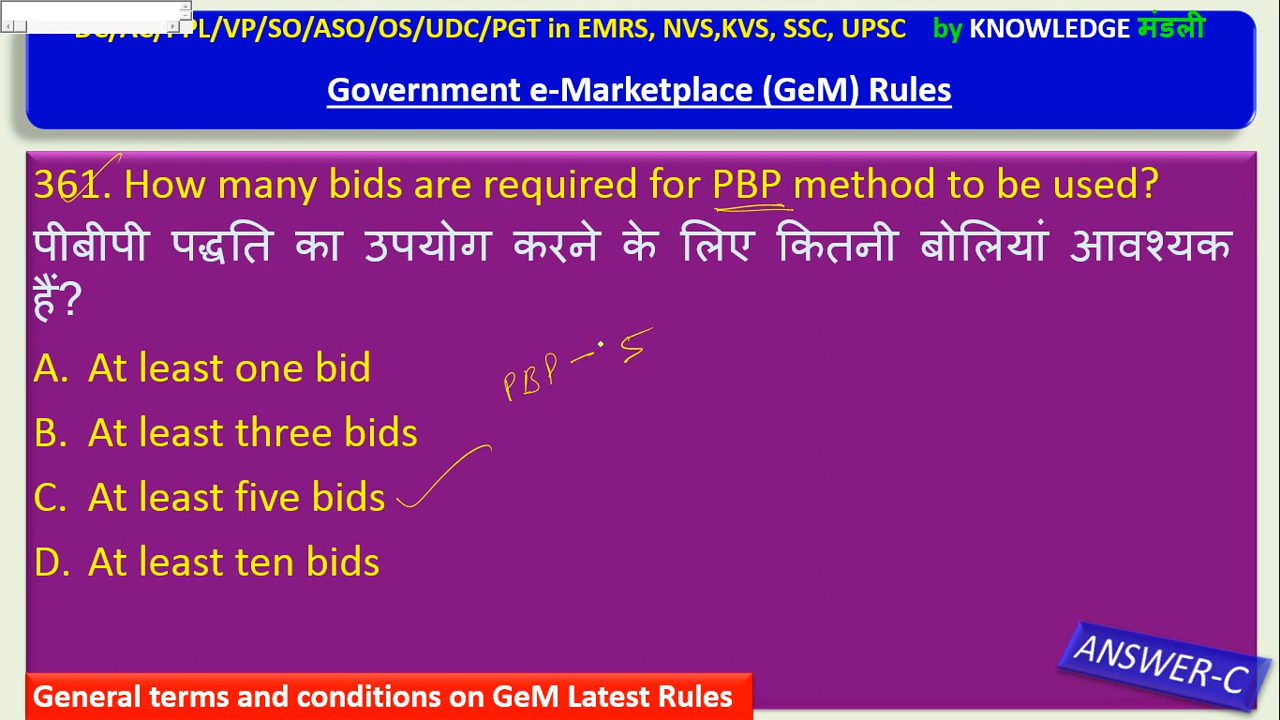 PL/VP/SO/ASO/OS/UDC/PGT in EMRS, NVS,KVS, SSC, UPSC by KNOWLEDGE मंडली
Government e-Marketplace (GeM) Rules
361. How many bids are required for PBP method to be used?
पीबीपी पद्धति का उपयोग करने के लिए कितनी बोलियां आवश्यक
हैं?
A. At least one bid
PBP – 5
B. At least three bids
C. At least five bids
D. At least ten bids
ANSWER-C
General terms and conditions on GeM Latest Rules